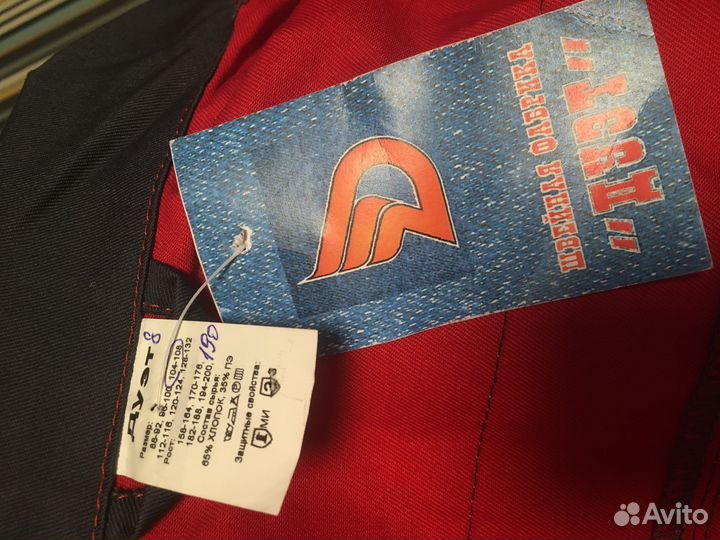 ШВЕЙНАЯ ФАБРИКА
"ДУЭТ"
Дуэт 8
Размер:
88-92, 96-100, 104-108,
112-116, 120-124, 128-132
Рост:
158-164, 170-176,
182-188, 194-200, 190
Состав сырья:
65% ХЛОПОК, 35% ПЭ
Защитные свойства:
МИ З
Avito